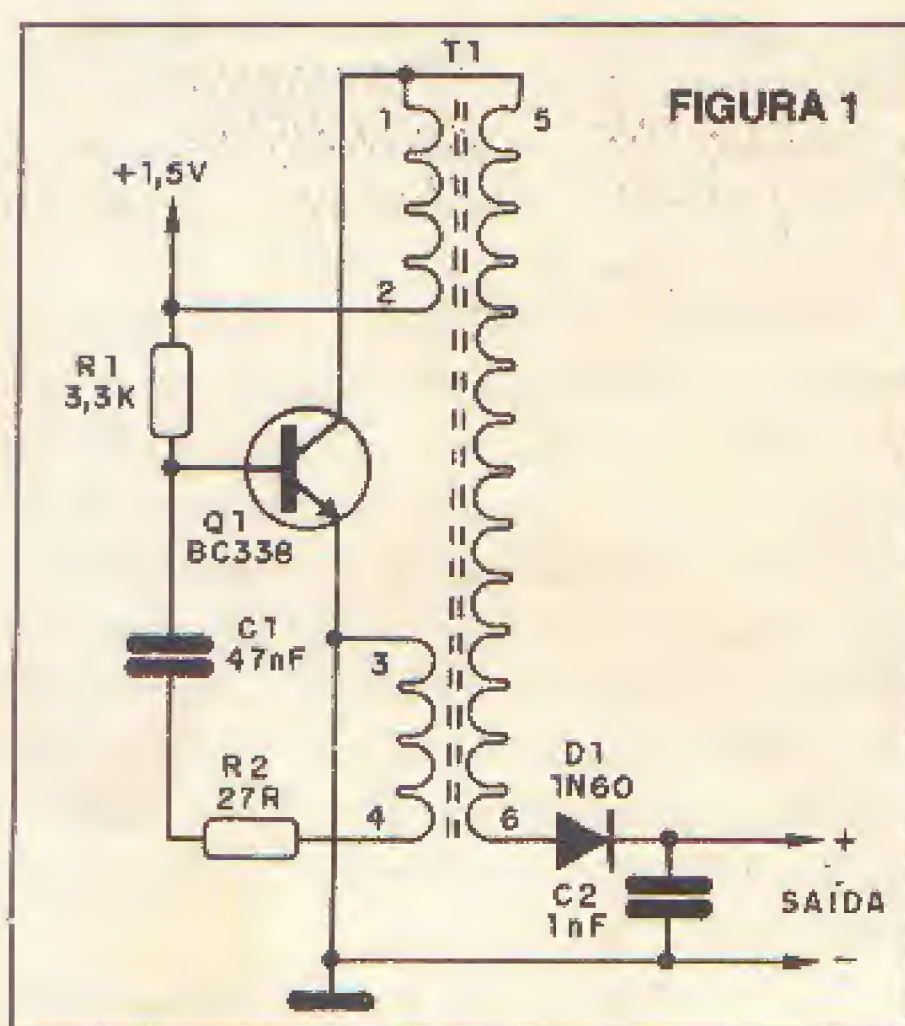 T1
FIGURA 1
1
5
+1,5V
2
R1
3,3K
Q1
BC338
C1
47nF
3
R2
27R
4
6
D1
1N60
+
C2
1nF
SAÍDA
-